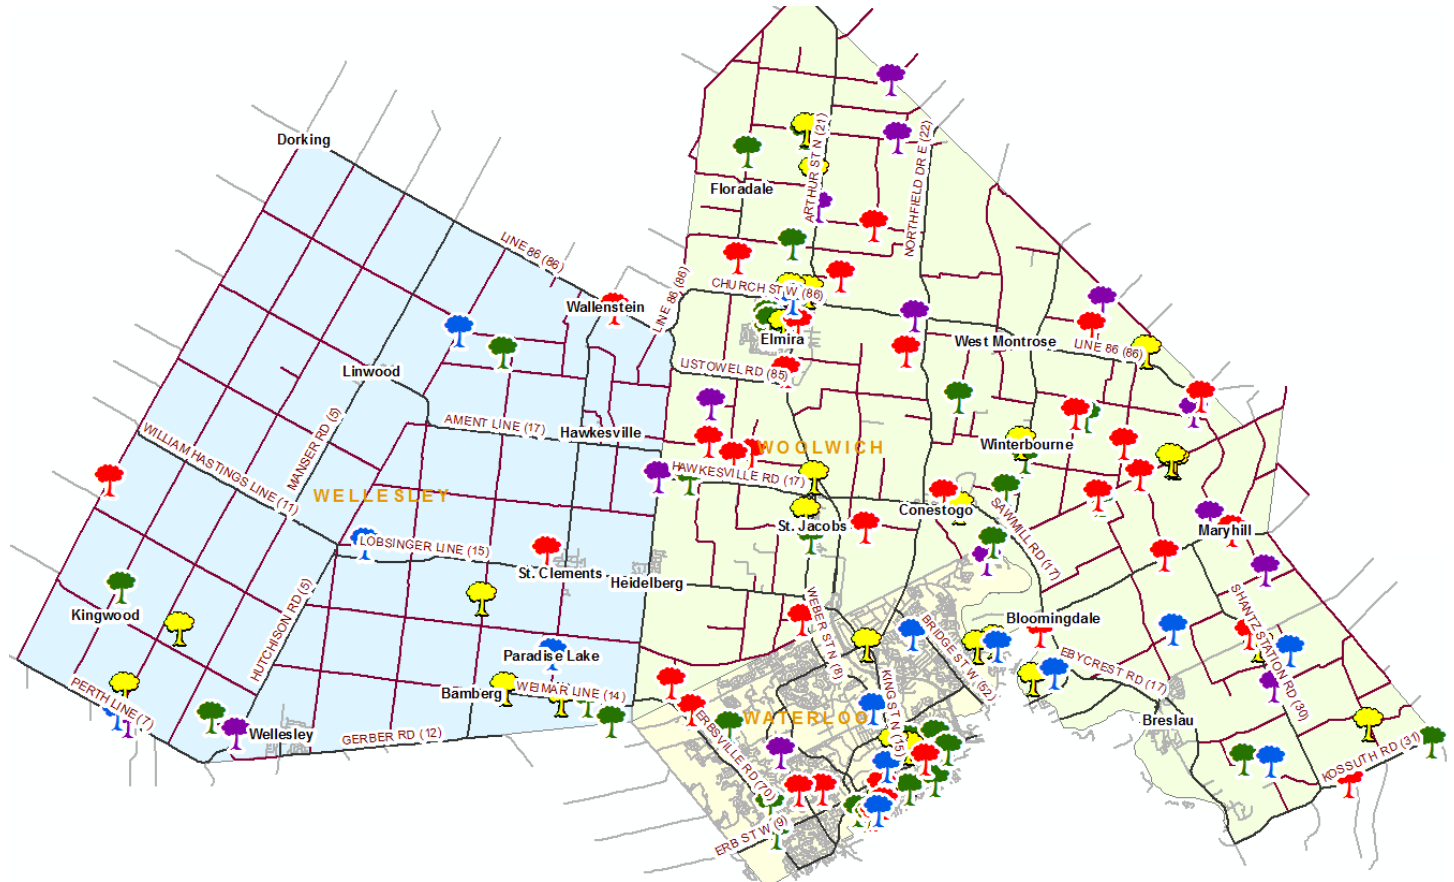 Dorking
ARTHUR ST N (21)
NORTHFIELD DR E (22)
Floradale
LINE 86 (86)
LINE 86 (86)
CHURCH ST W (86)
Wallenstein
Elmira
West Montrose
LINE 86 (86)
Linwood
LISTOWEL RD (85)
MANSER RD (5)
AMENT LINE (17)
Hawkesville
WOOLWICH
Winterbourne
WILLIAM HASTINGS LINE (11)
WELLESLEY
HAWKESVILLE RD (17)
Conestogo
SAWMILL RD (17)
St. Jacobs
Maryhill
LOBSINGER LINE (15)
St. Clements
Heidelberg
Kingwood
HUTCHISON RD (5)
WEBER ST N (8)
BRIDGE ST W (52)
Bloomingdale
SHANTZ STATION RD (30)
Paradise Lake
EBYCREST RD (17)
Bamberg
WEIMAR LINE (14)
KING ST N (15)
PERTH LINE (7)
Wellesley
GERBER RD (12)
ERBSVILLE RD (70)
WATERLOO
Breslau
KOSSUTH RD (31)
ERB ST W (9)